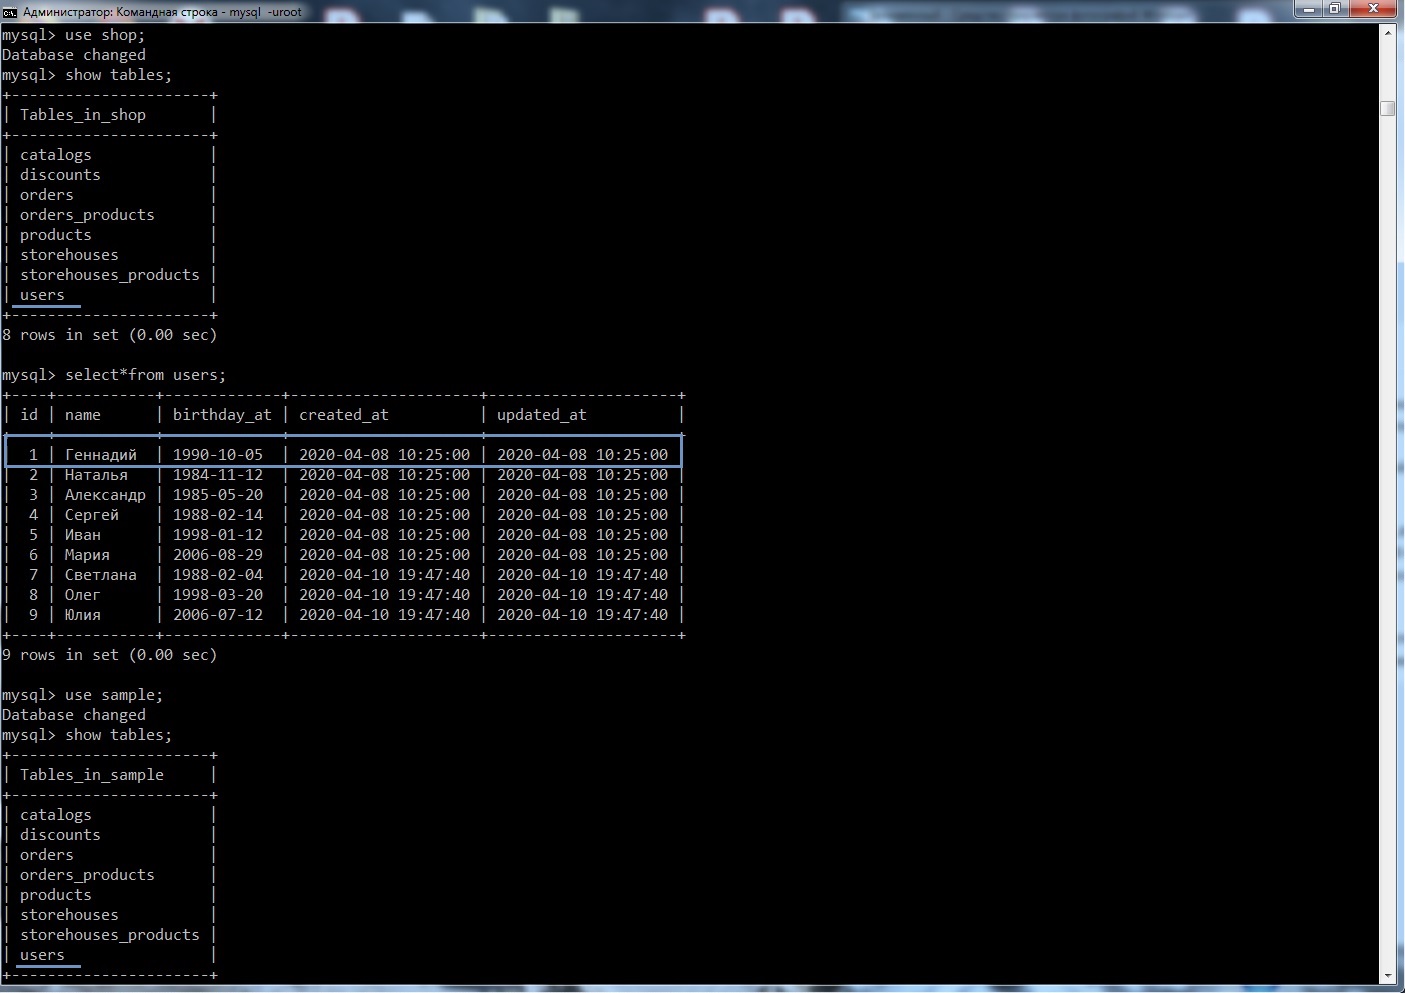 Администратор: Командная строка - mysql  -uroot
mysql> use shop;
Database changed
mysql> show tables;
+----------------------+
| Tables_in_shop       |
+----------------------+
| catalogs             |
| discounts            |
| orders               |
| orders_products      |
| products             |
| storehouses          |
| storehouses_products |
| users                |
+----------------------+
8 rows in set (0.00 sec)

mysql> select*from users;
+----+-----------+-------------+---------------------+---------------------+
| id | name      | birthday_at | created_at          | updated_at          |
+----+-----------+-------------+---------------------+---------------------+
|  1 | Геннадий  | 1990-10-05  | 2020-04-08 10:25:00 | 2020-04-08 10:25:00 |
|  2 | Наталья   | 1984-11-12  | 2020-04-08 10:25:00 | 2020-04-08 10:25:00 |
|  3 | Александр | 1985-05-20  | 2020-04-08 10:25:00 | 2020-04-08 10:25:00 |
|  4 | Сергей    | 1988-02-14  | 2020-04-08 10:25:00 | 2020-04-08 10:25:00 |
|  5 | Иван      | 1998-01-12  | 2020-04-08 10:25:00 | 2020-04-08 10:25:00 |
|  6 | Мария     | 2006-08-29  | 2020-04-08 10:25:00 | 2020-04-08 10:25:00 |
|  7 | Светлана  | 1988-02-04  | 2020-04-10 19:47:40 | 2020-04-10 19:47:40 |
|  8 | Олег      | 1998-03-20  | 2020-04-10 19:47:40 | 2020-04-10 19:47:40 |
|  9 | Юлия      | 2006-07-12  | 2020-04-10 19:47:40 | 2020-04-10 19:47:40 |
+----+-----------+-------------+---------------------+---------------------+
9 rows in set (0.00 sec)

mysql> use sample;
Database changed
mysql> show tables;
+----------------------+
| Tables_in_sample     |
+----------------------+
| catalogs             |
| discounts            |
| orders               |
| orders_products      |
| products             |
| storehouses          |
| storehouses_products |
| users                |
+----------------------+